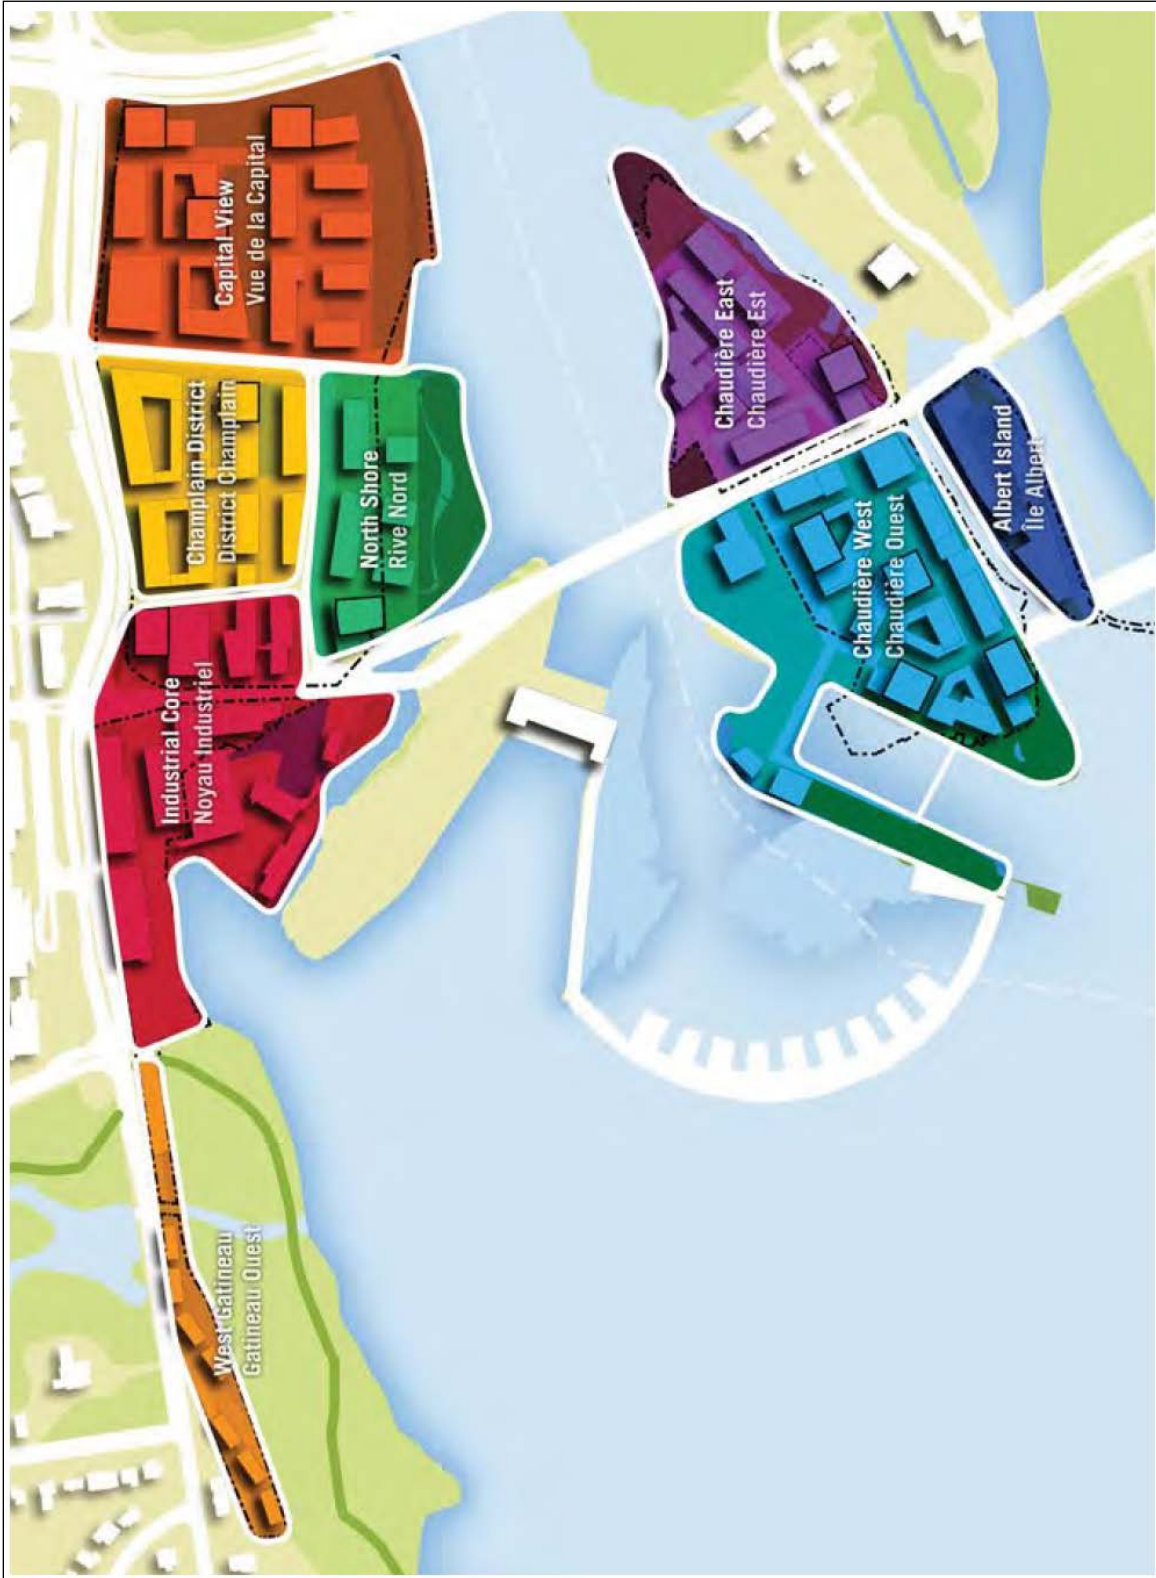 Capital View
Vue de la Capital
Champlain District
District Champlain
North Shore
Rive Nord
Industrial Core
Noyau Industriel
West Gatineau
Gatineau Ouest
Chaudière East
Chaudière Est
Chaudière West
Chaudière Ouest
Albert Island
Île Albert